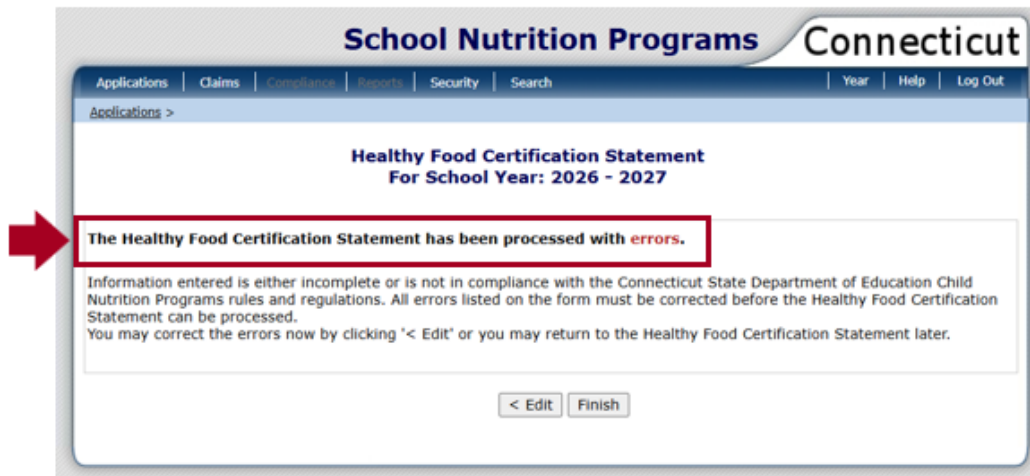 School Nutrition Programs
Connecticut
Applications | Claims | Compliance | Reports | Security | Search | Year | Help | Log Out
Applications >
Healthy Food Certification Statement
For School Year: 2026 - 2027
The Healthy Food Certification Statement has been processed with errors.
Information entered is either incomplete or is not in compliance with the Connecticut State Department of Education Child
Nutrition Programs rules and regulations. All errors listed on the form must be corrected before the Healthy Food Certification
Statement can be processed.
You may correct the errors now by clicking '< Edit' or you may return to the Healthy Food Certification Statement later.
< Edit Finish